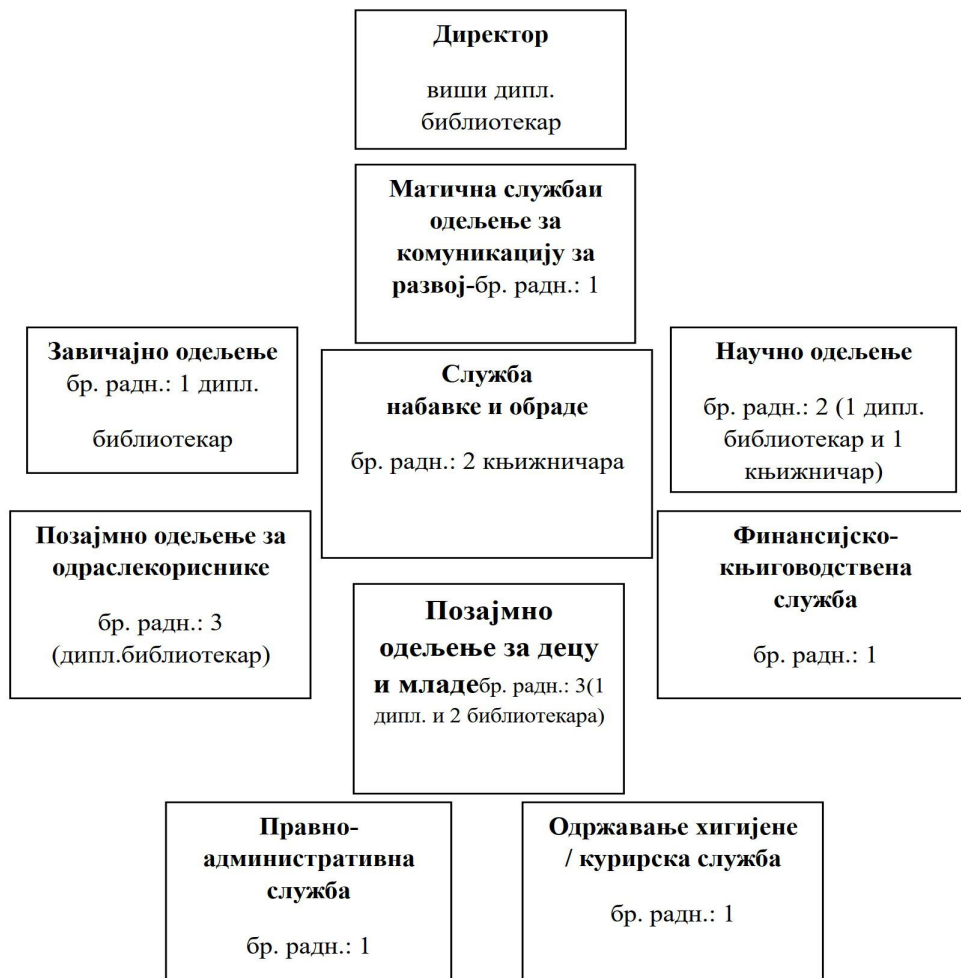 Директор
виши дипл.
библиотекар
Матична службаи
одељење за
комуникацију за
развој-бр. радн.: 1
Завичајно одељење
бр. радн.: 1 дипл.
библиотекар
Служба
набавке и обраде
бр. радн.: 2 књижничара
Научно одељење
бр. радн.: 2 (1 дипл.
библиотекар и 1
књижничар)
Позајмно одељење за
одраслекориснике
бр. радн.: 3
(дипл.библиотекар)
Позајмно
одељење за децу
и младебр. радн.: 3(1
дипл. и 2 библиотекара)
Финансијско-
књиговодствена
служба
бр. радн.: 1
Правно-
административна
служба
бр. радн.: 1
Одржавање хигијене
/ курирска служба
бр. радн.: 1